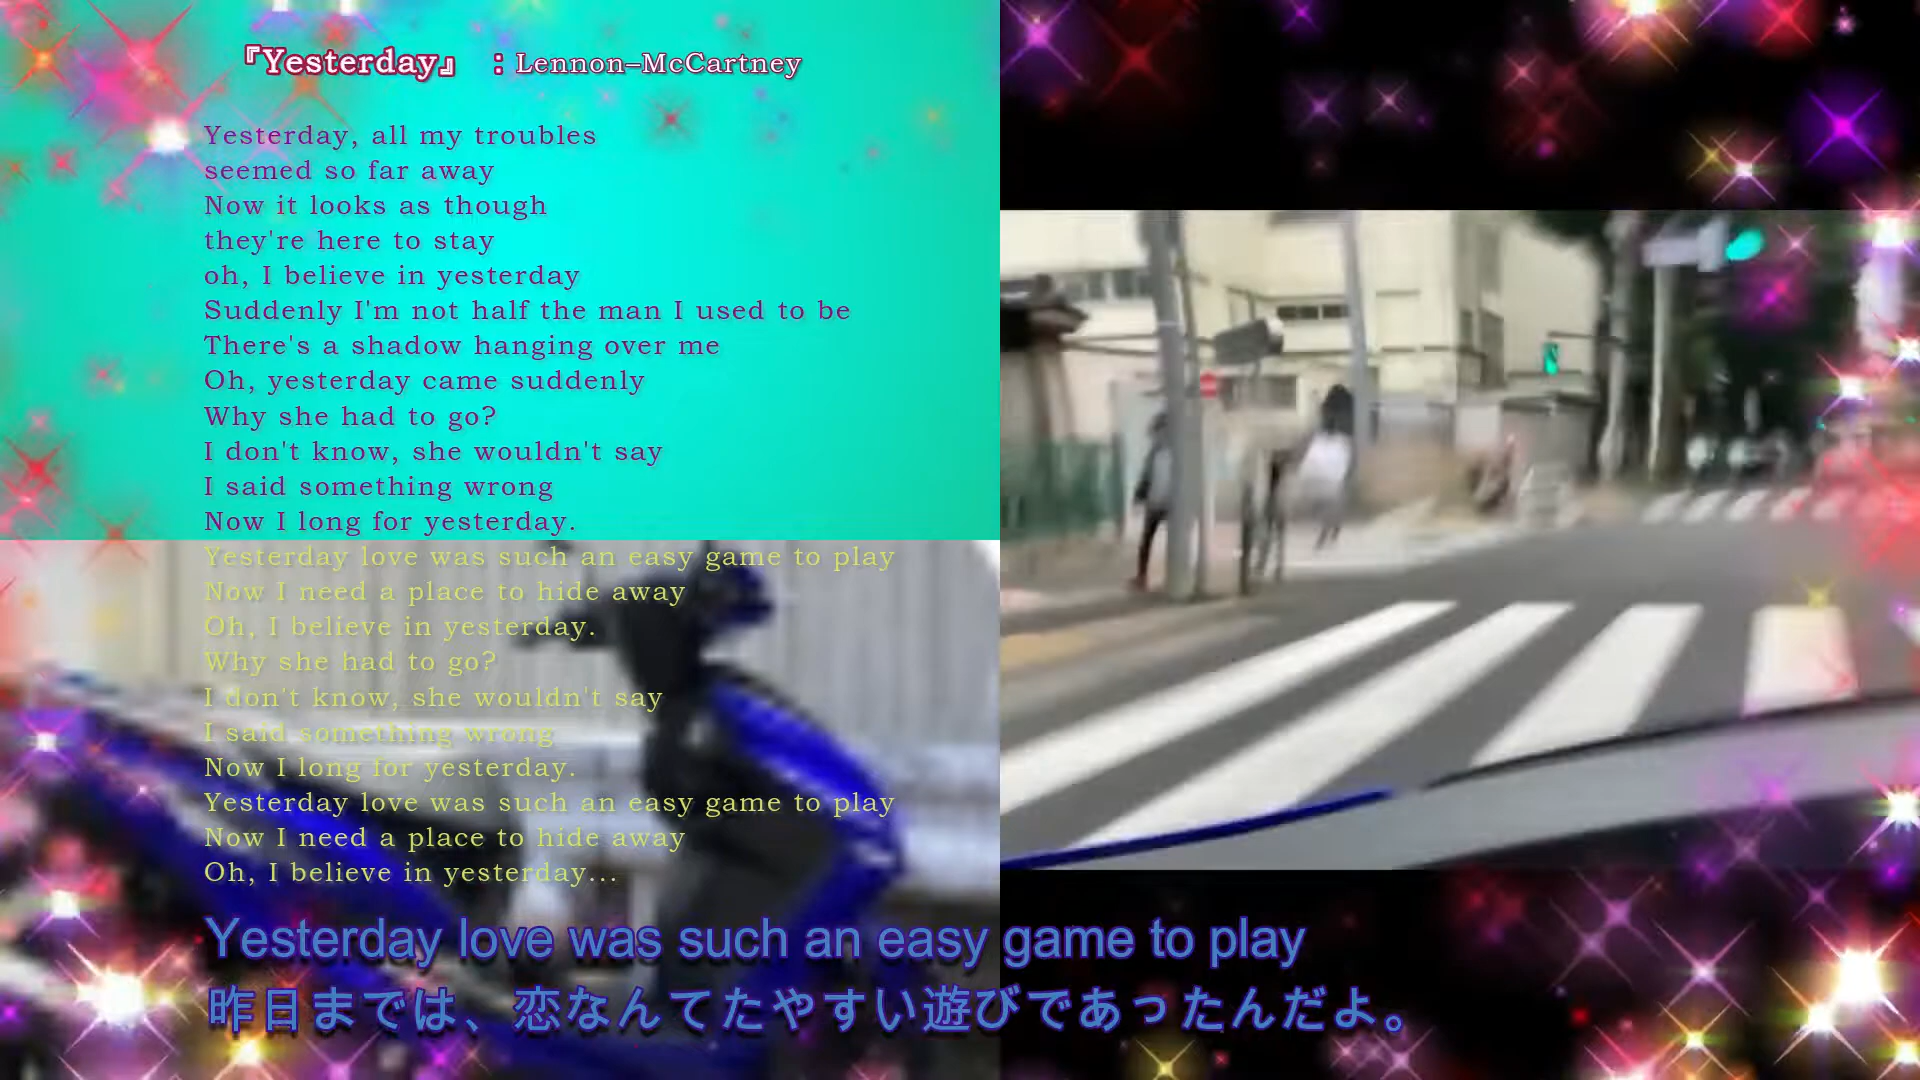 『Yesterday』 : Lennon–McCartney
Yesterday, all my troubles
seemed so far away
Now it looks as though
they're here to stay
oh, I believe in yesterday
Suddenly I'm not half the man I used to be
There's a shadow hanging over me
Oh, yesterday came suddenly
Why she had to go?
I don't know, she wouldn't say
I said something wrong
Now I long for yesterday.
Yesterday love was such an easy game to play
Now I need a place to hide away
Oh, I believe in yesterday.
Why she had to go?
I don't know, she wouldn't say
I said something wrong
Now I long for yesterday.
Yesterday love was such an easy game to play
Now I need a place to hide away
Oh, I believe in yesterday...
Yesterday love was such an easy game to play
昨日までは、恋なんてたやすい遊びであったんだよ。